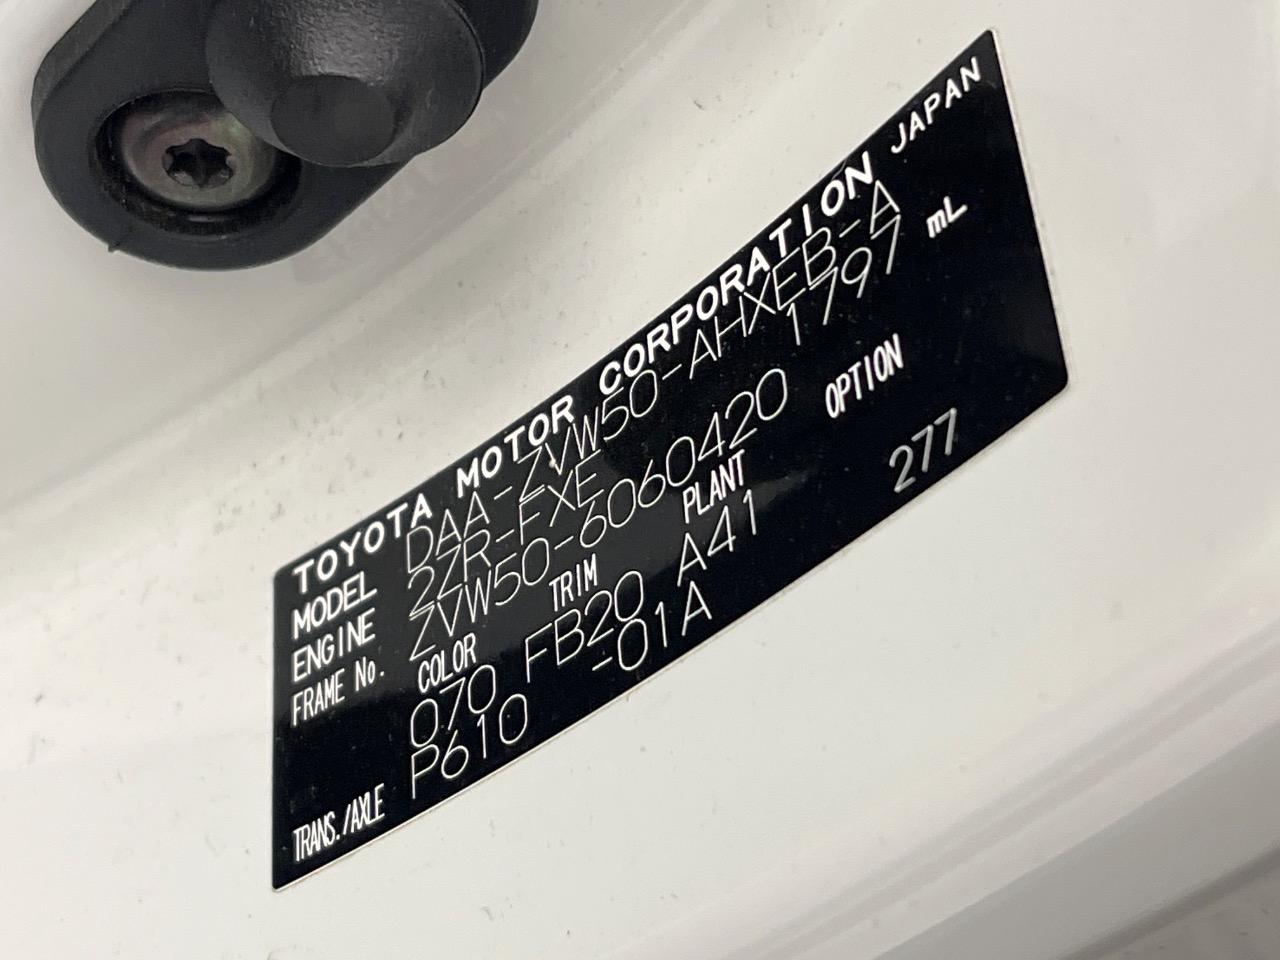 TOYOTA MOTOR CORPORATION JAPAN
MODEL DAA-ZVW50-AHXEB-A
ENGINE 2ZR-FXE 1797 mL
FRAME No. ZVW50-6060420
COLOR TRIM PLANT OPTION
070 FB20 A41 277
TRANS./AXLE P610 -01A